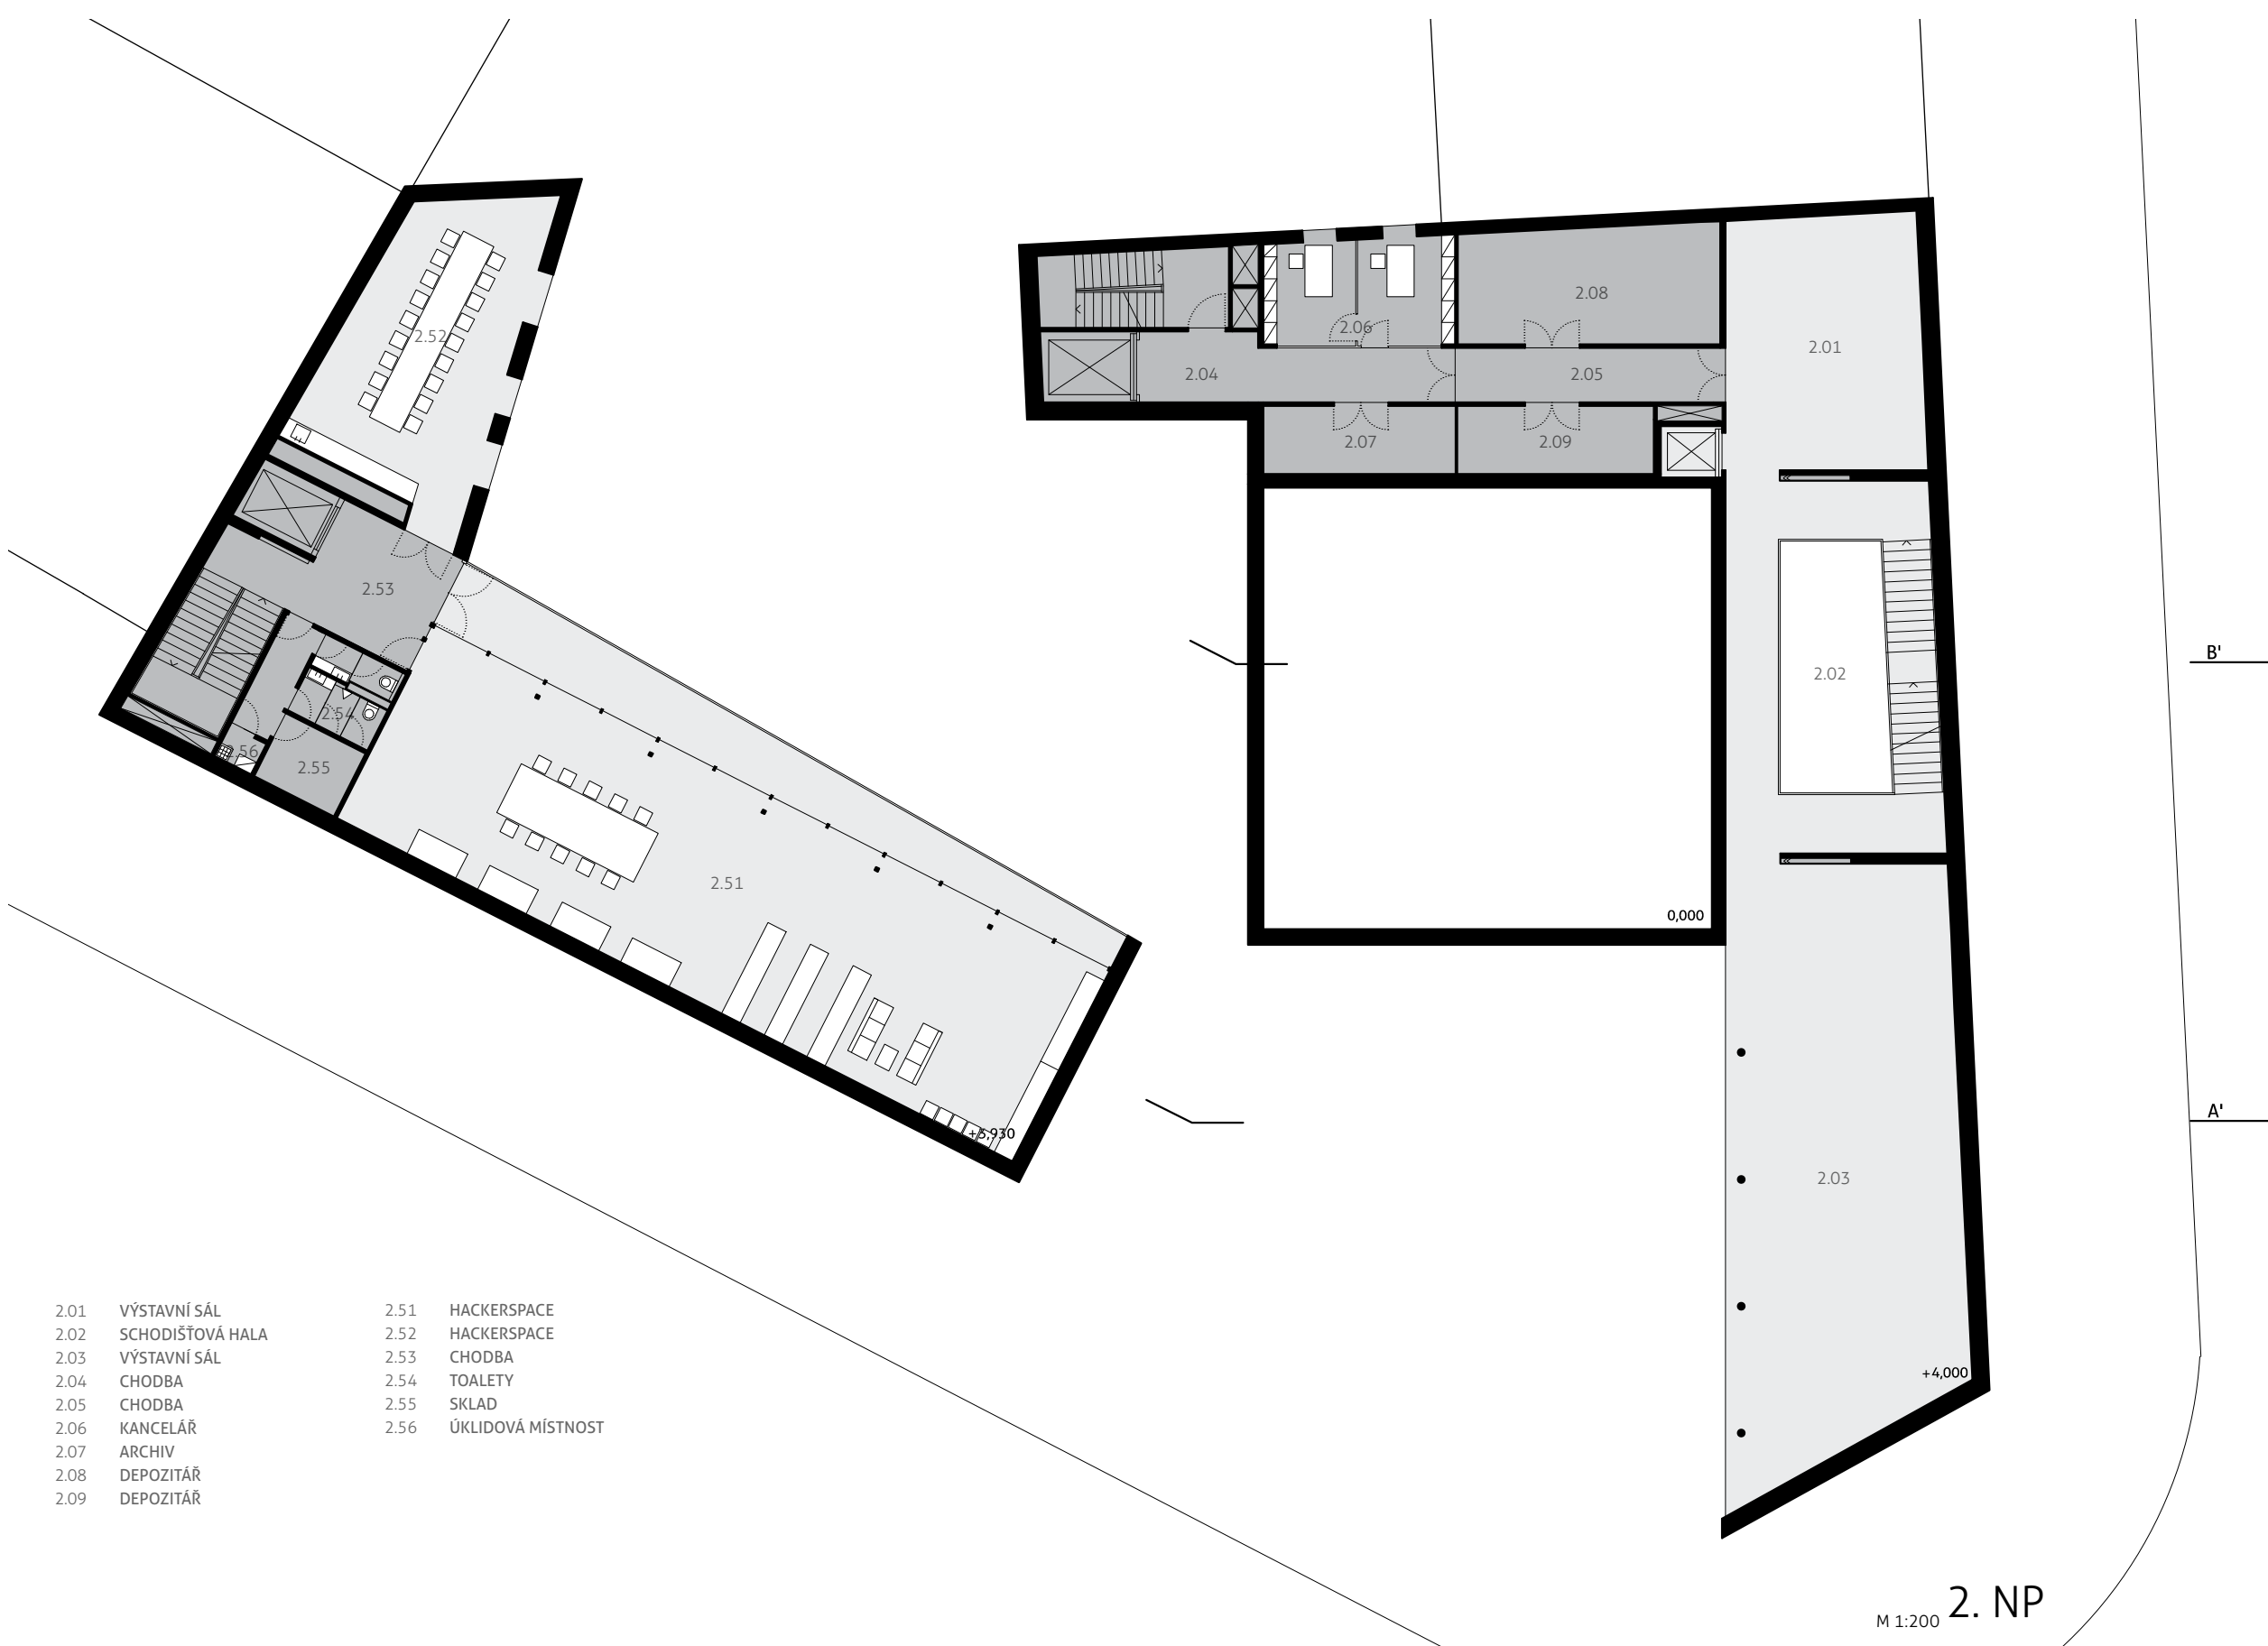 2.52
2.53
2.54
2.56
2.55
2.51
+5,930
2.06
2.08
2.01
2.04
2.05
2.07
2.09
2.02
0,000
B'
A'
2.03
+4,000
2.01 VÝSTAVNÍ SÁL
2.02 SCHODIŠŤOVÁ HALA
2.03 VÝSTAVNÍ SÁL
2.04 CHODBA
2.05 CHODBA
2.06 KANCELÁŘ
2.07 ARCHIV
2.08 DEPOZITÁŘ
2.09 DEPOZITÁŘ
2.51 HACKERSPACE
2.52 HACKERSPACE
2.53 CHODBA
2.54 TOALETY
2.55 SKLAD
2.56 ÚKLIDOVÁ MÍSTNOST
M 1:200 2. NP